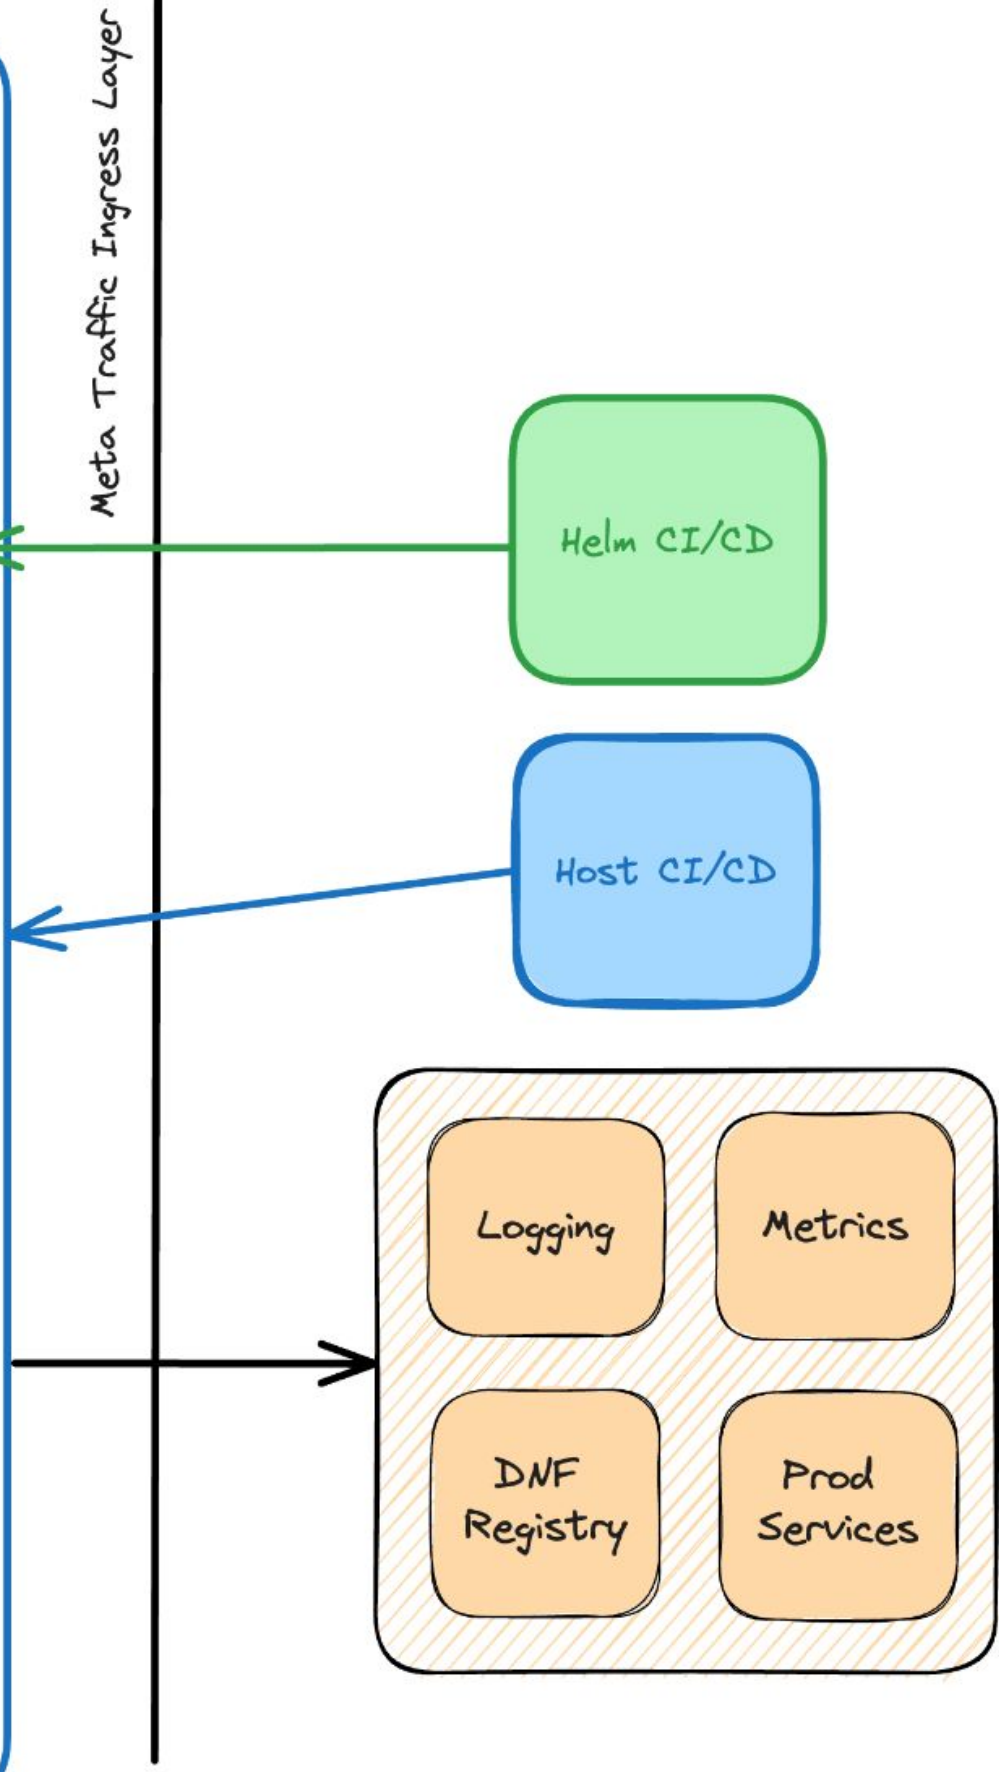 Meta Traffic Ingress Layer
Helm CI/CD
Host CI/CD
Logging
Metrics
DNF
Registry
Prod
Services